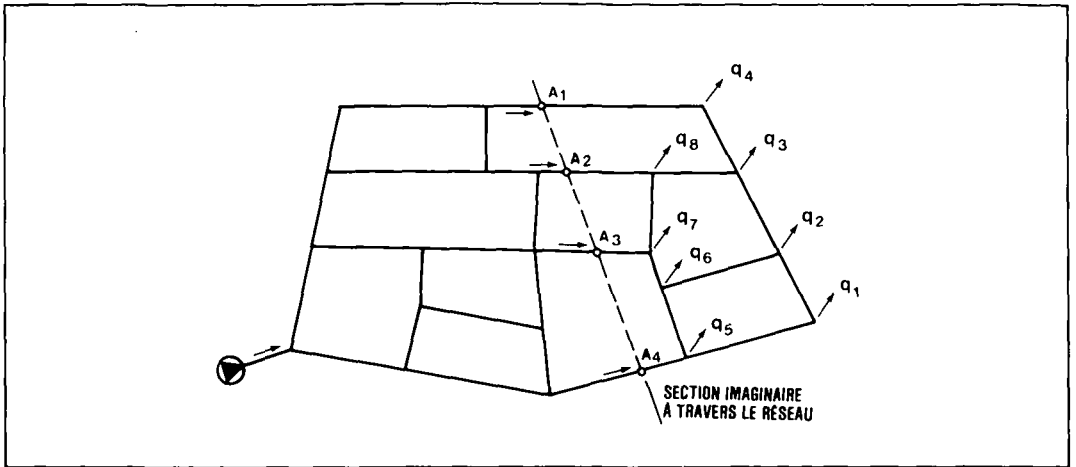 q4
A1
q3
q8
A2
q2
q7
A3
q6
q1
q5
A4
SECTION IMAGINAIRE
À TRAVERS LE RÉSEAU